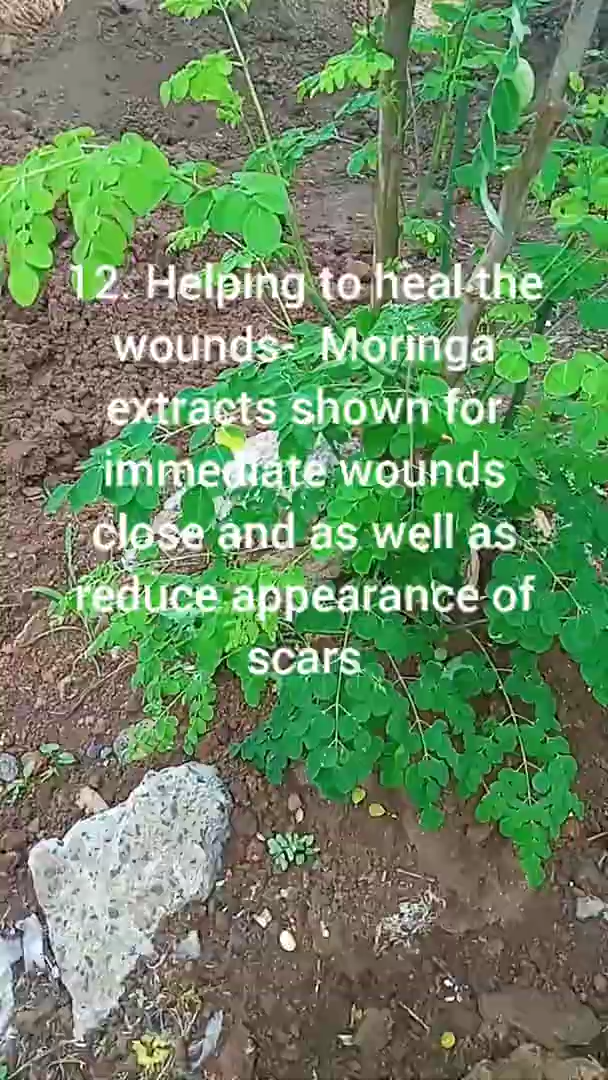 12. Helping to heal the
wounds-  Moringa
extracts shown for
immediate wounds
close and as well as
reduce appearance of
scars